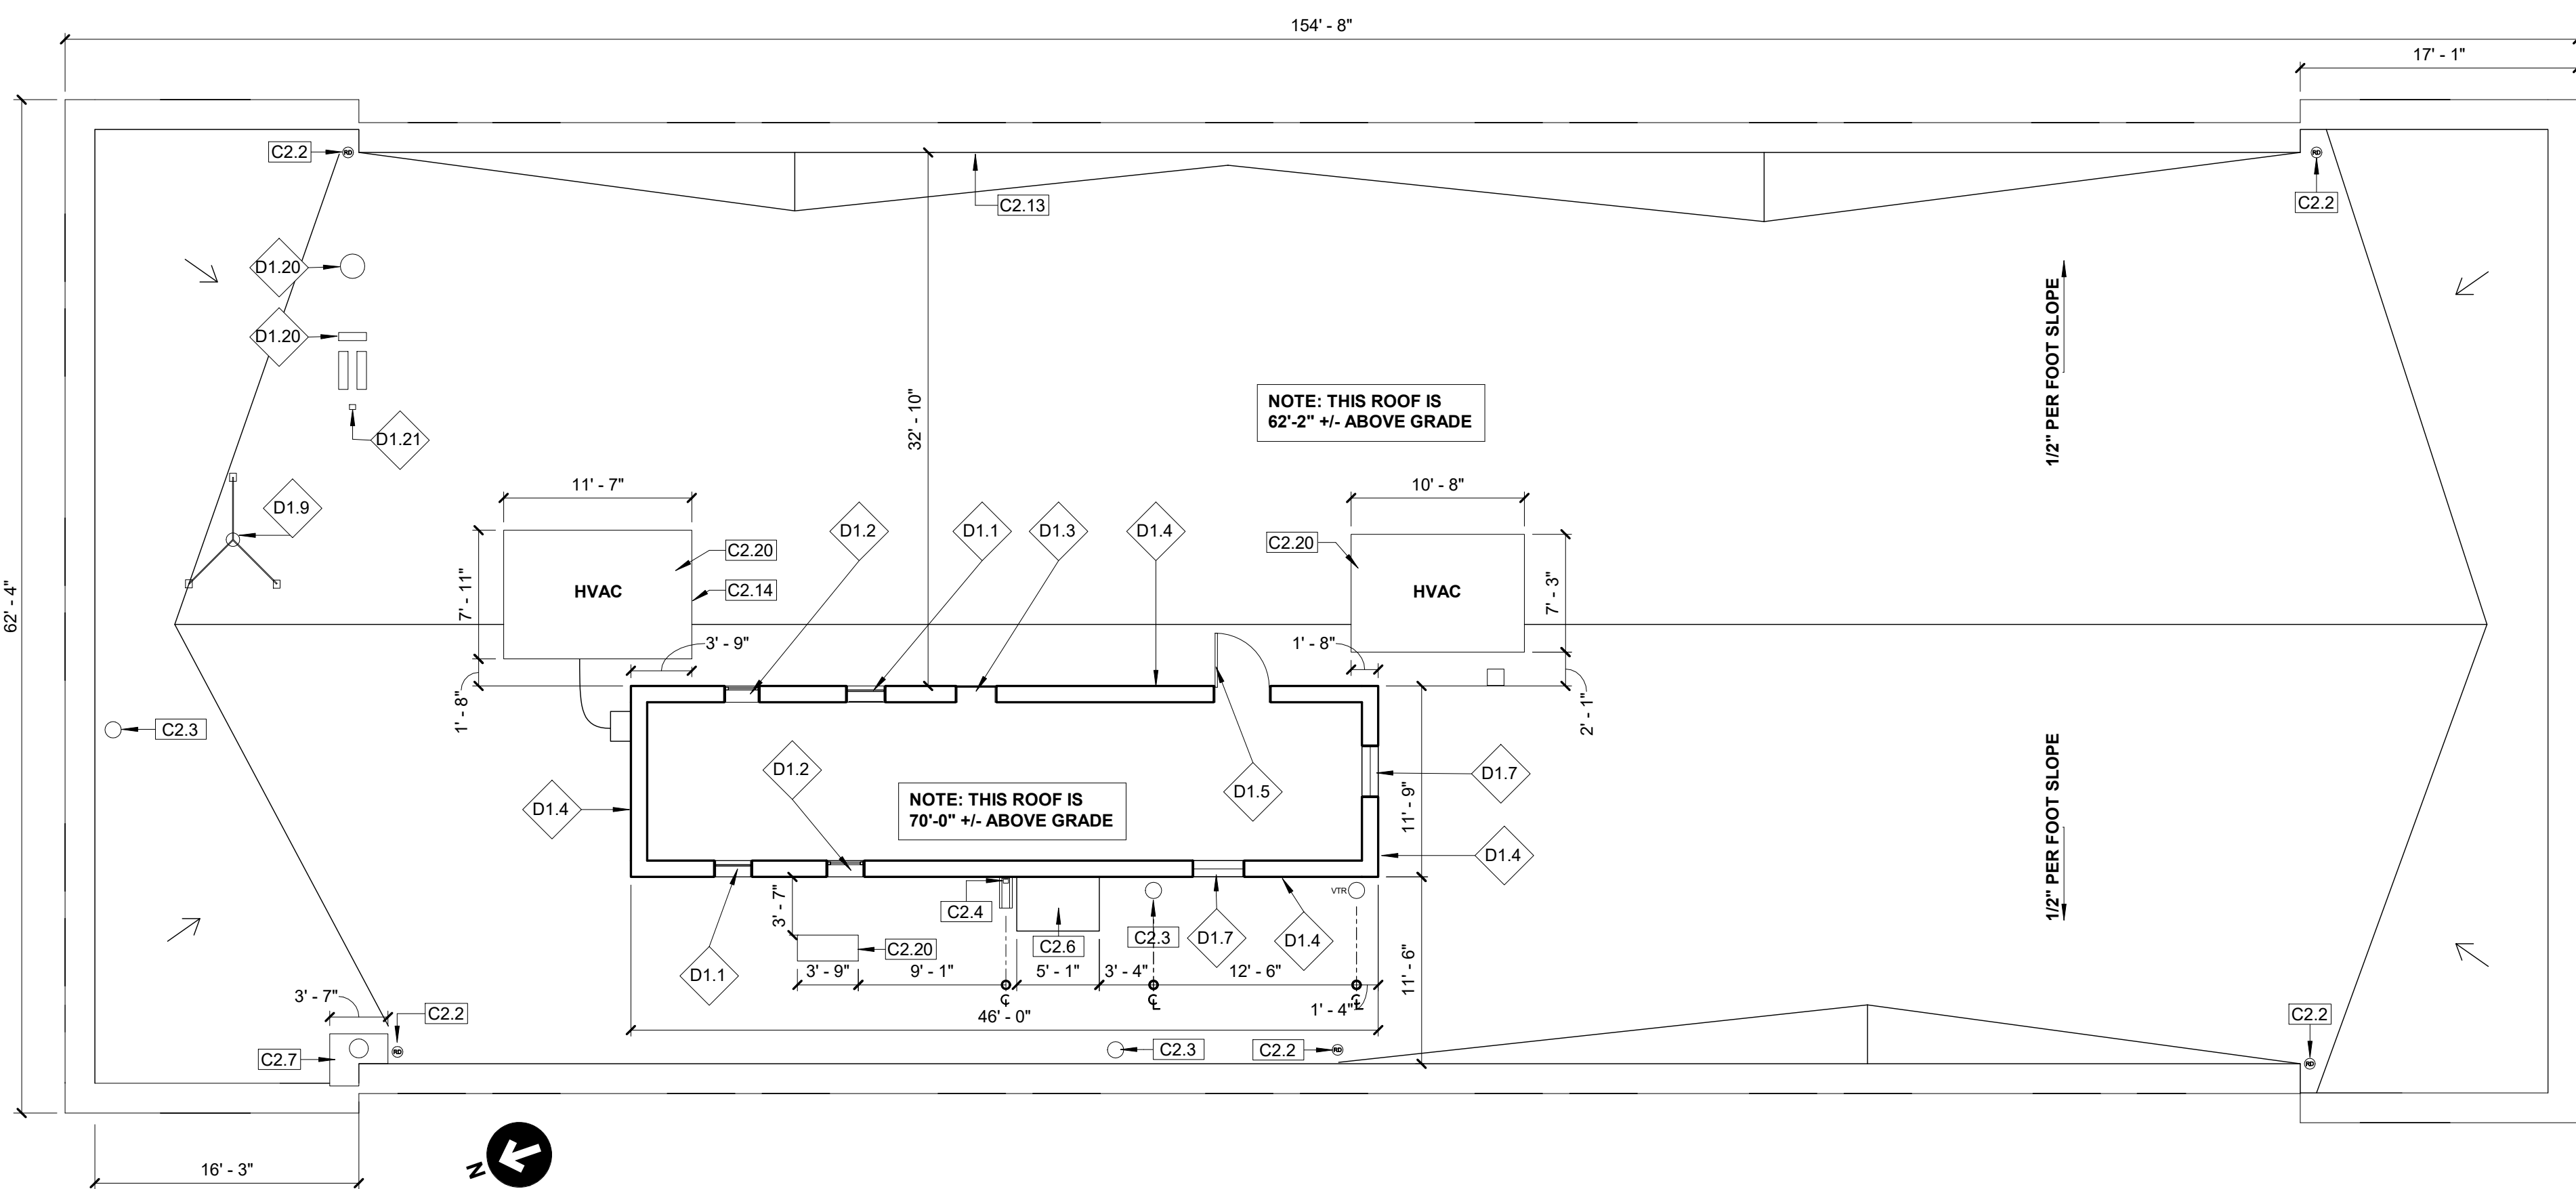 154' - 8"
17' - 1"
C2.2
RD
RD
C2.13
C2.2
D1.20
D1.20
1/2" PER FOOT SLOPE
32' - 10"
NOTE: THIS ROOF IS
62'-2" +/- ABOVE GRADE
D1.21
11' - 7"
10' - 8"
D1.9
D1.2
D1.1
D1.3
D1.4
C2.20
C2.20
C2.14
HVAC
HVAC
7' - 11"
7' - 3"
62' - 4"
3' - 9"
1' - 8"
1' - 8"
2' - 1"
C2.3
D1.2
D1.7
D1.5
D1.4
NOTE: THIS ROOF IS
70'-0" +/- ABOVE GRADE
11' - 9"
1/2" PER FOOT SLOPE
D1.4
VTR
3' - 7"
C2.4
C2.6
C2.3
D1.7
D1.4
C2.20
D1.1
3' - 9"
9' - 1"
5' - 1"
3' - 4"
12' - 6"
11' - 6"
3' - 7"
1' - 4"
46' - 0"
C2.2
C2.2
RD
C2.7
C2.3
C2.2
RD
RD
N
16' - 3"